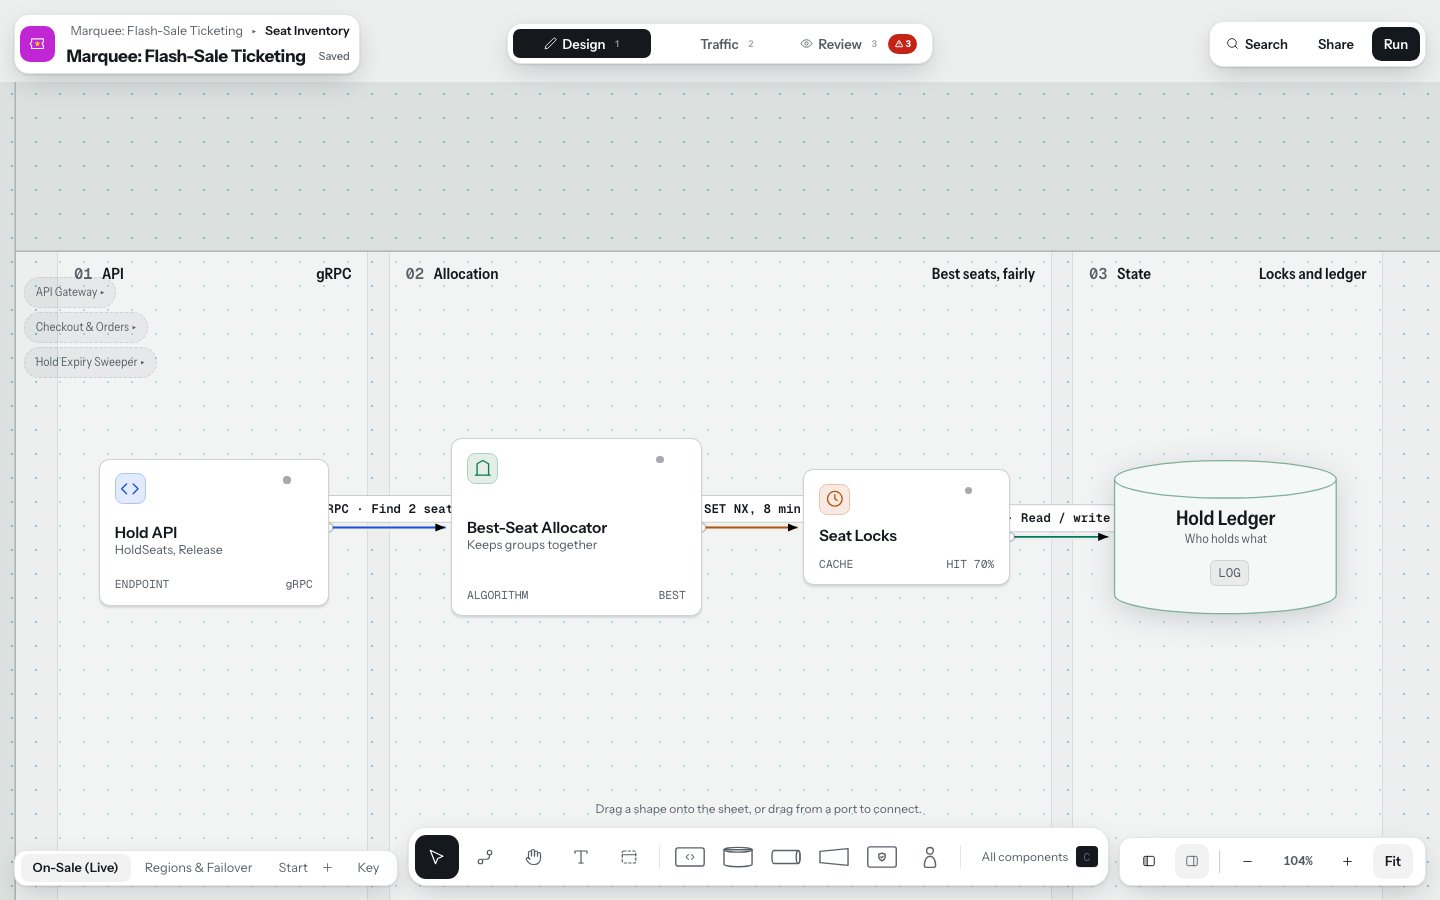 Marquee: Flash-Sale Ticketing ▸ Seat Inventory
Marquee: Flash-Sale Ticketing Saved
Design 1
Traffic 2
Review 3
3
Search
Share
Run
01 API gRPC
02 Allocation Best seats, fairly
03 State Locks and ledger
API Gateway ▸
Checkout & Orders ▸
Hold Expiry Sweeper ▸
Hold API
HoldSeats, Release
ENDPOINT gRPC
RPC · Find 2 seat
Best-Seat Allocator
Keeps groups together
ALGORITHM BEST
SET NX, 8 min
Seat Locks
CACHE HIT 70%
· Read / write
Hold Ledger
Who holds what
LOG
Drag a shape onto the sheet, or drag from a port to connect.
On-Sale (Live)
Regions & Failover
Start +
Key
All components C
− 104% +
Fit